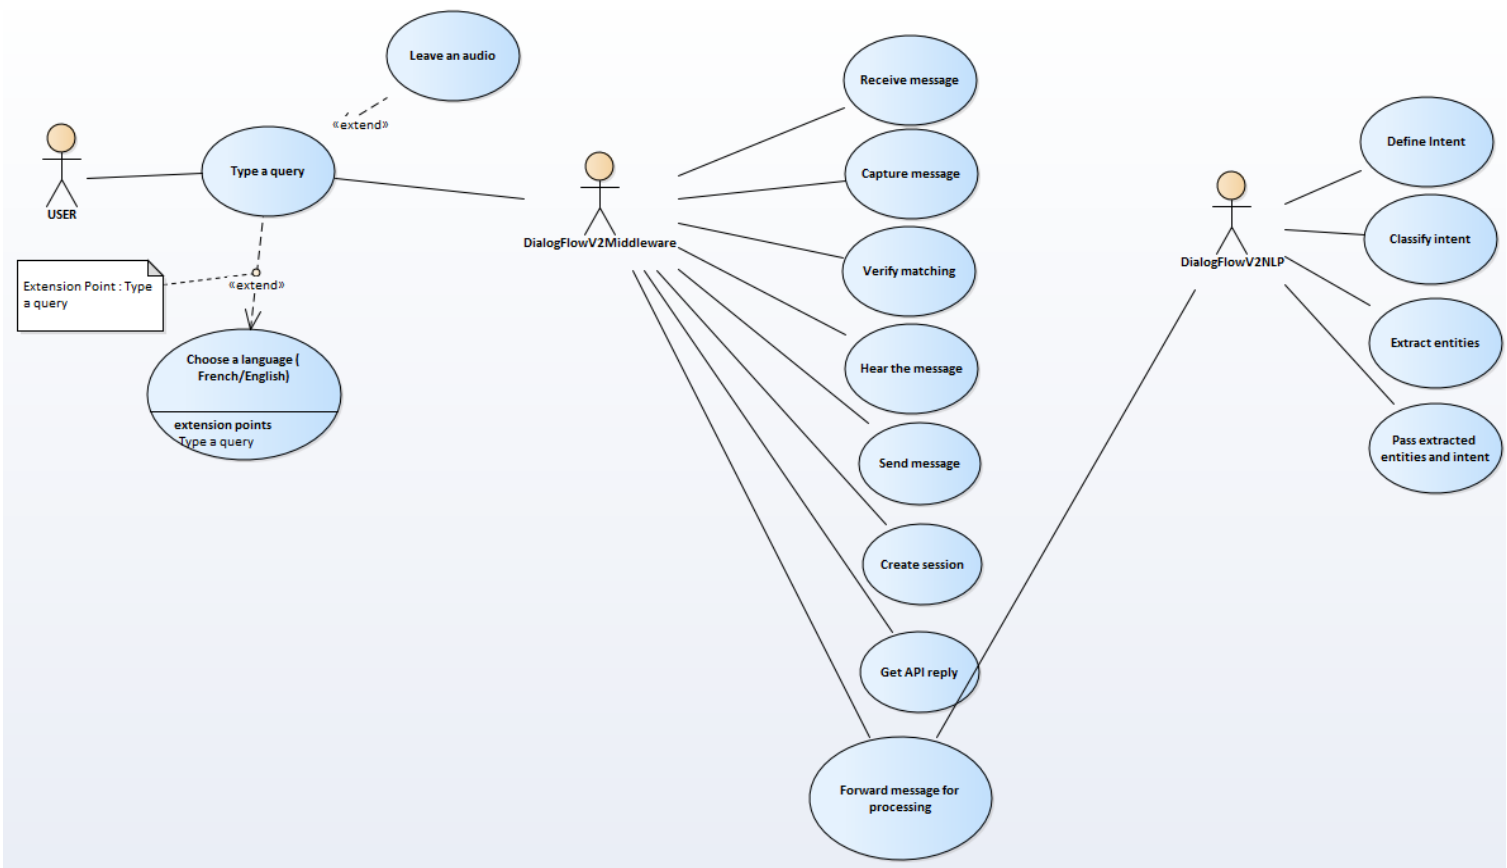 Leave an audio
«extend»
Type a query
USER
Extension Point : Type
a query
«extend»
Choose a language (
French/English)
extension points
Type a query
DialogFlowV2Middleware
Receive message
Capture message
Verify matching
Hear the message
Send message
Create session
Get API reply
Forward message for
processing
DialogFlowV2NLP
Define Intent
Classify intent
Extract entities
Pass extracted
entities and intent